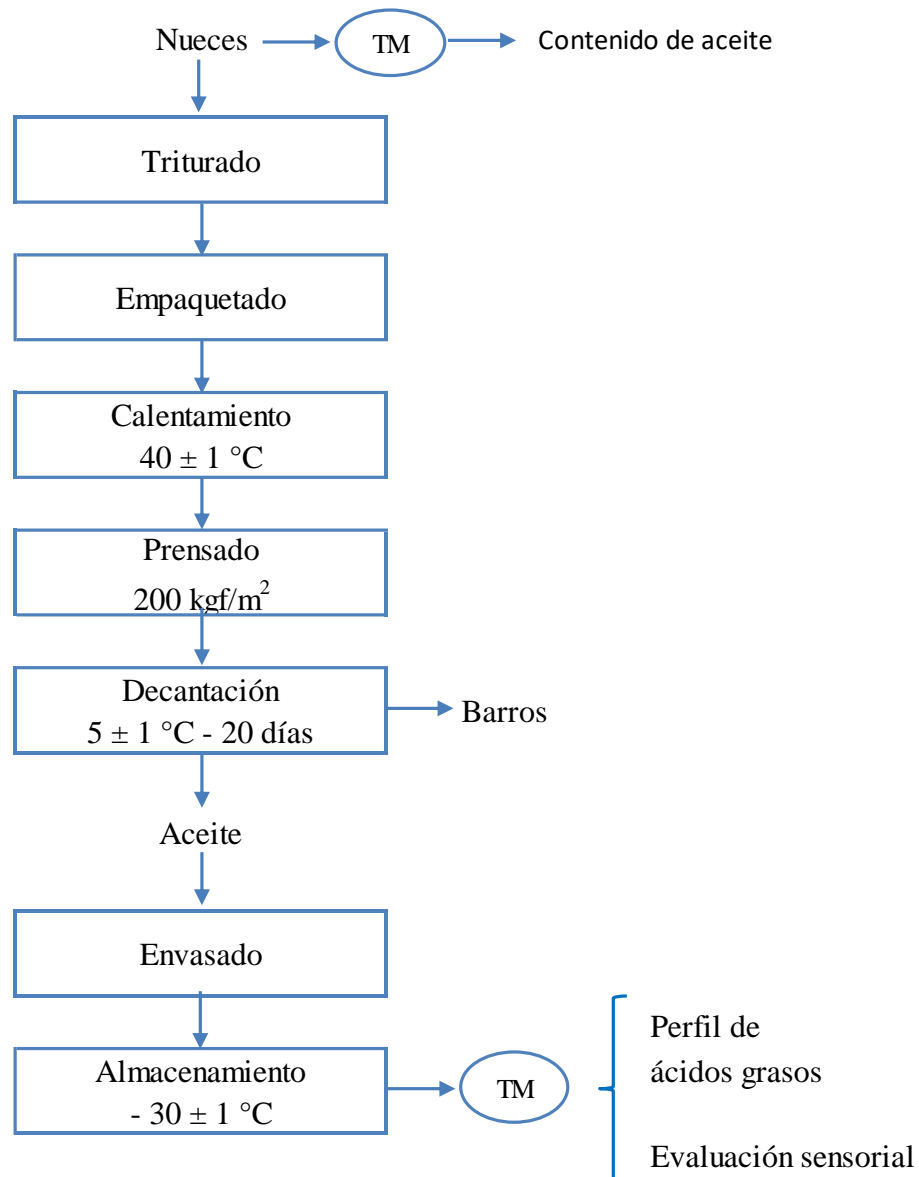 Nueces
TM
Contenido de aceite
Triturado
Empaquetado
Calentamiento
40 ± 1 °C
Prensado
200 kgf/m²
Decantación
5 ± 1 °C - 20 días
Barros
Aceite
Envasado
Almacenamiento
- 30 ± 1 °C
TM
Perfil de
ácidos grasos
Evaluación sensorial